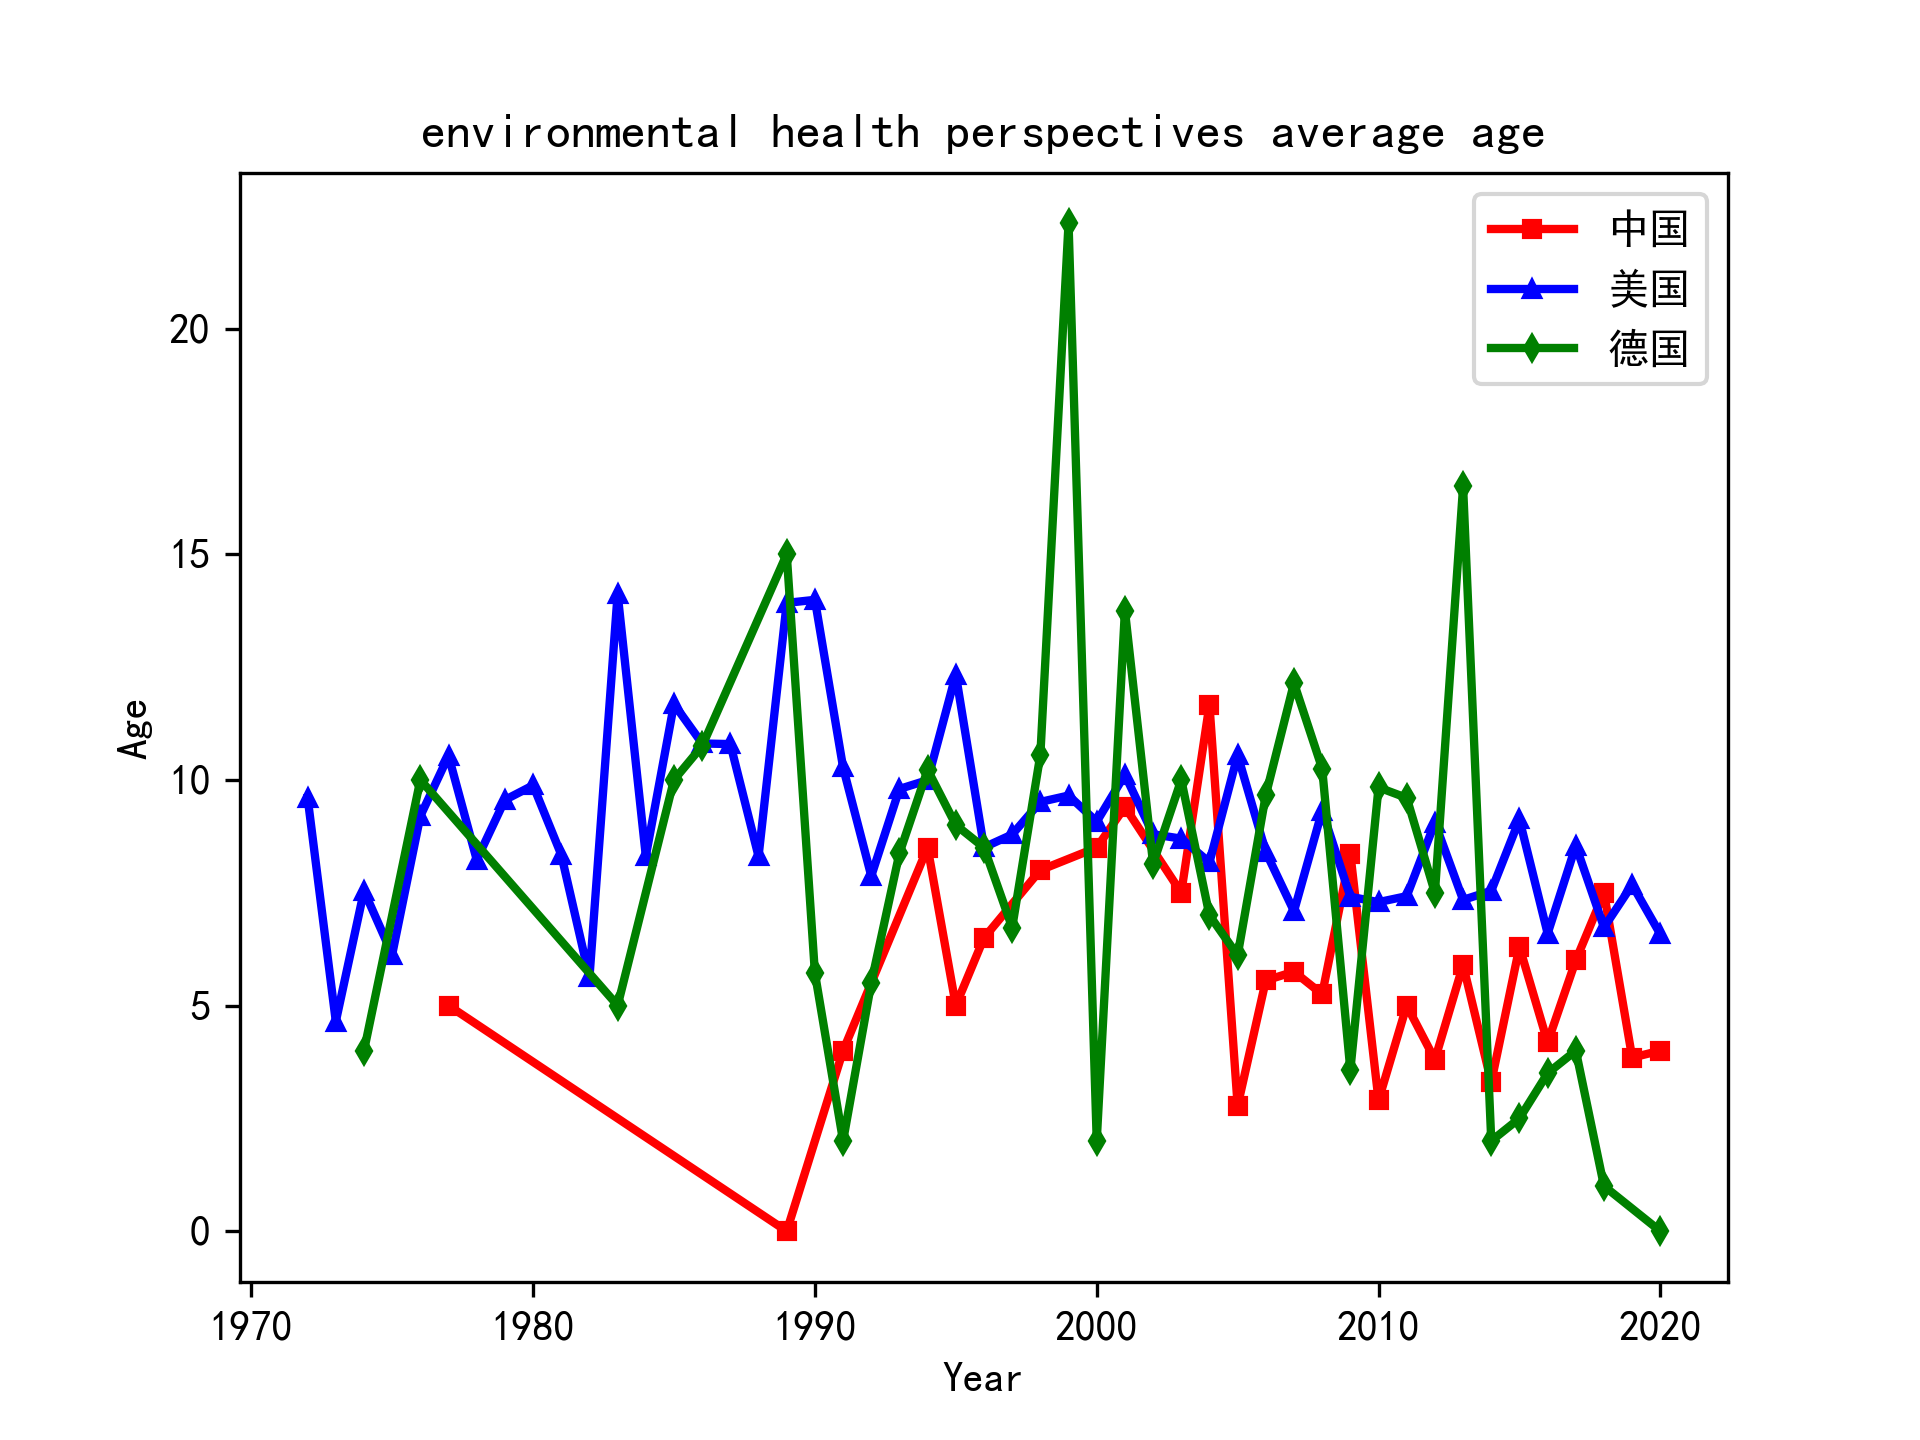 environmental health perspectives average age
中国
美国
德国
Age
20
15
10
5
0
1970 1980 1990 2000 2010 2020
Year